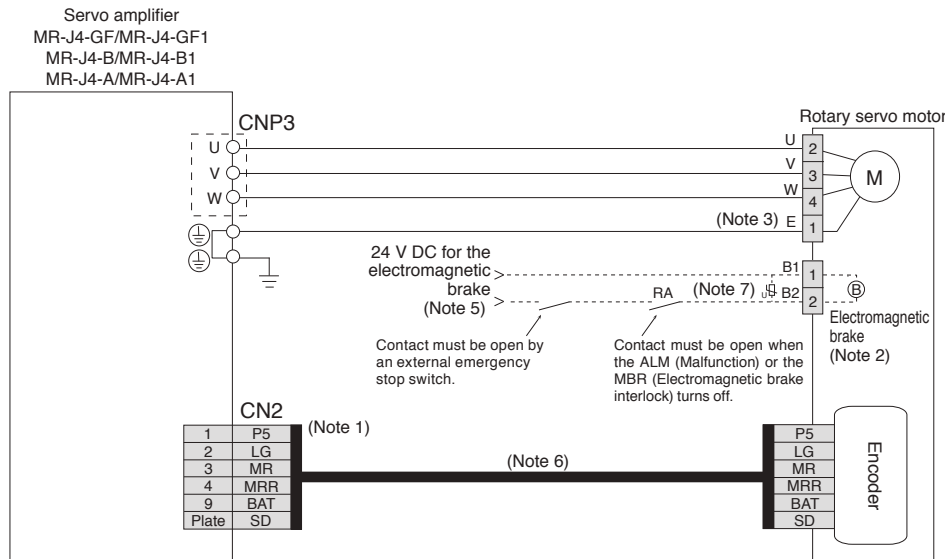 Servo amplifier
MR-J4-GF/MR-J4-GF1
MR-J4-B/MR-J4-B1
MR-J4-A/MR-J4-A1
CNP3
Rotary servo motor
U
U
2
V
V
3
M
W
W
4
(Note 3) E
1
24 V DC for the
electromagnetic
brake
(Note 5)
B1
1
RA
(Note 7)
U
B2
2
B
Electromagnetic
brake
(Note 2)
Contact must be open by
an external emergency
stop switch.
Contact must be open when
the ALM (Malfunction) or the
MBR (Electromagnetic brake
interlock) turns off.
CN2
(Note 1)
(Note 6)
1 P5
2 LG
3 MR
4 MRR
9 BAT
Plate SD
P5
LG
MR
MRR
BAT
SD
Encoder